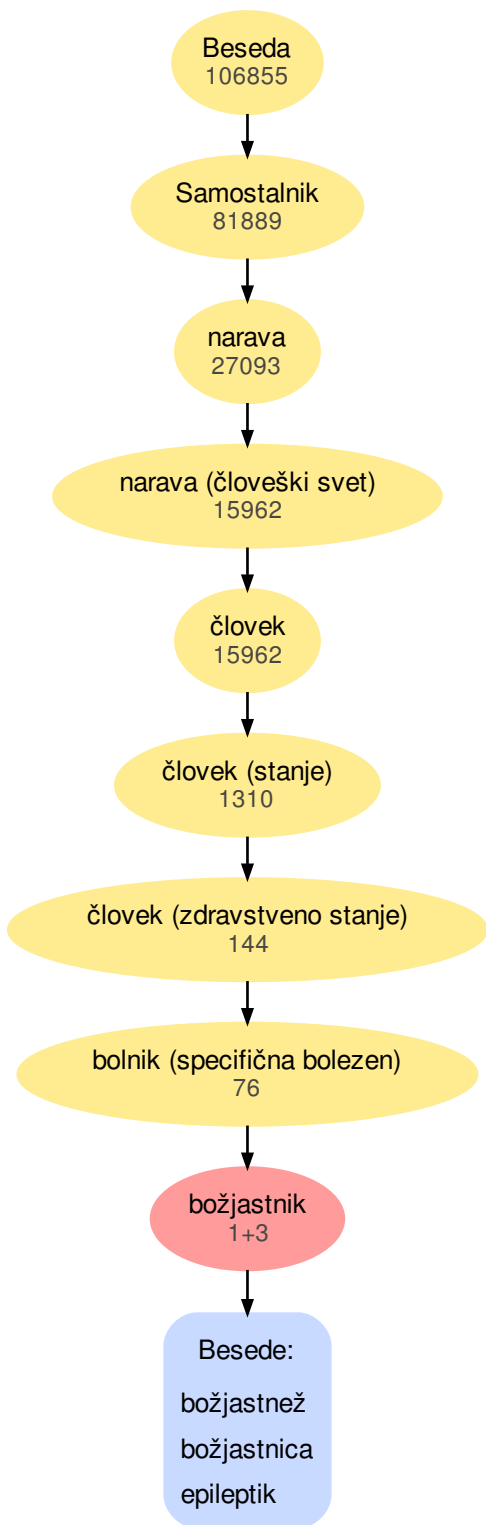 Beseda
106855
Samostalnik
81889
narava
27093
narava (človeški svet)
15962
človek
15962
človek (stanje)
1310
človek (zdravstveno stanje)
144
bolnik (specifična bolezen)
76
božjastnik
1+3
Besede:
božjastnež
božjastnica
epileptik